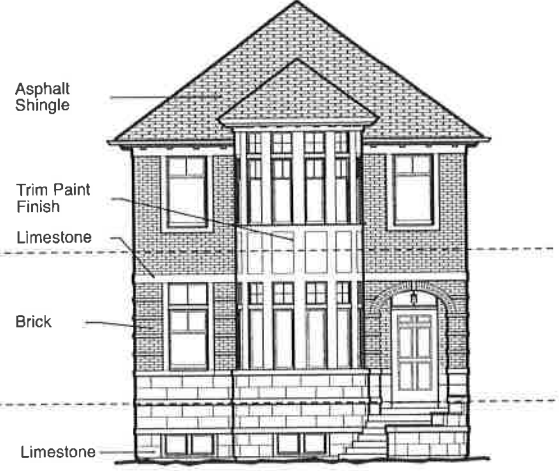 Asphalt
Shingle
Trim Paint
Finish
Limestone
Brick
Limestone